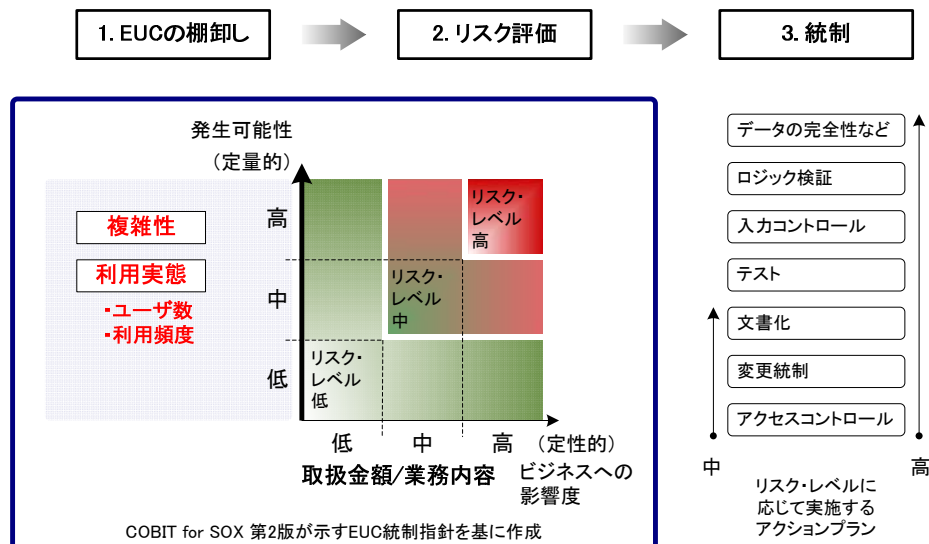 1. EUCの棚卸し
2. リスク評価
3. 統制
発生可能性
（定量的）
複雑性
利用実態
・ユーザ数
・利用頻度
高
中
低
リスク・
レベル
高
リスク・
レベル
中
リスク・
レベル
低
低
中
高
（定性的）
取扱金額/業務内容
ビジネスへの
影響度
COBIT for SOX 第2版が示すEUC統制指針を基に作成
データの完全性など
ロジック検証
入力コントロール
テスト
文書化
変更統制
アクセスコントロール
中
高
リスク・レベルに
応じて実施する
アクションプラン